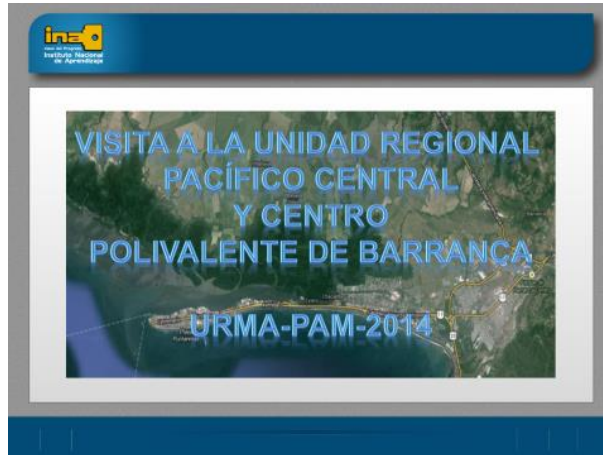 ina
Instituto Nacional
de Aprendizaje
VISITA A LA UNIDAD REGIONAL
PACÍFICO CENTRAL
Y CENTRO
POLIVALENTE DE BARRANCA
URMA-PAM-2014